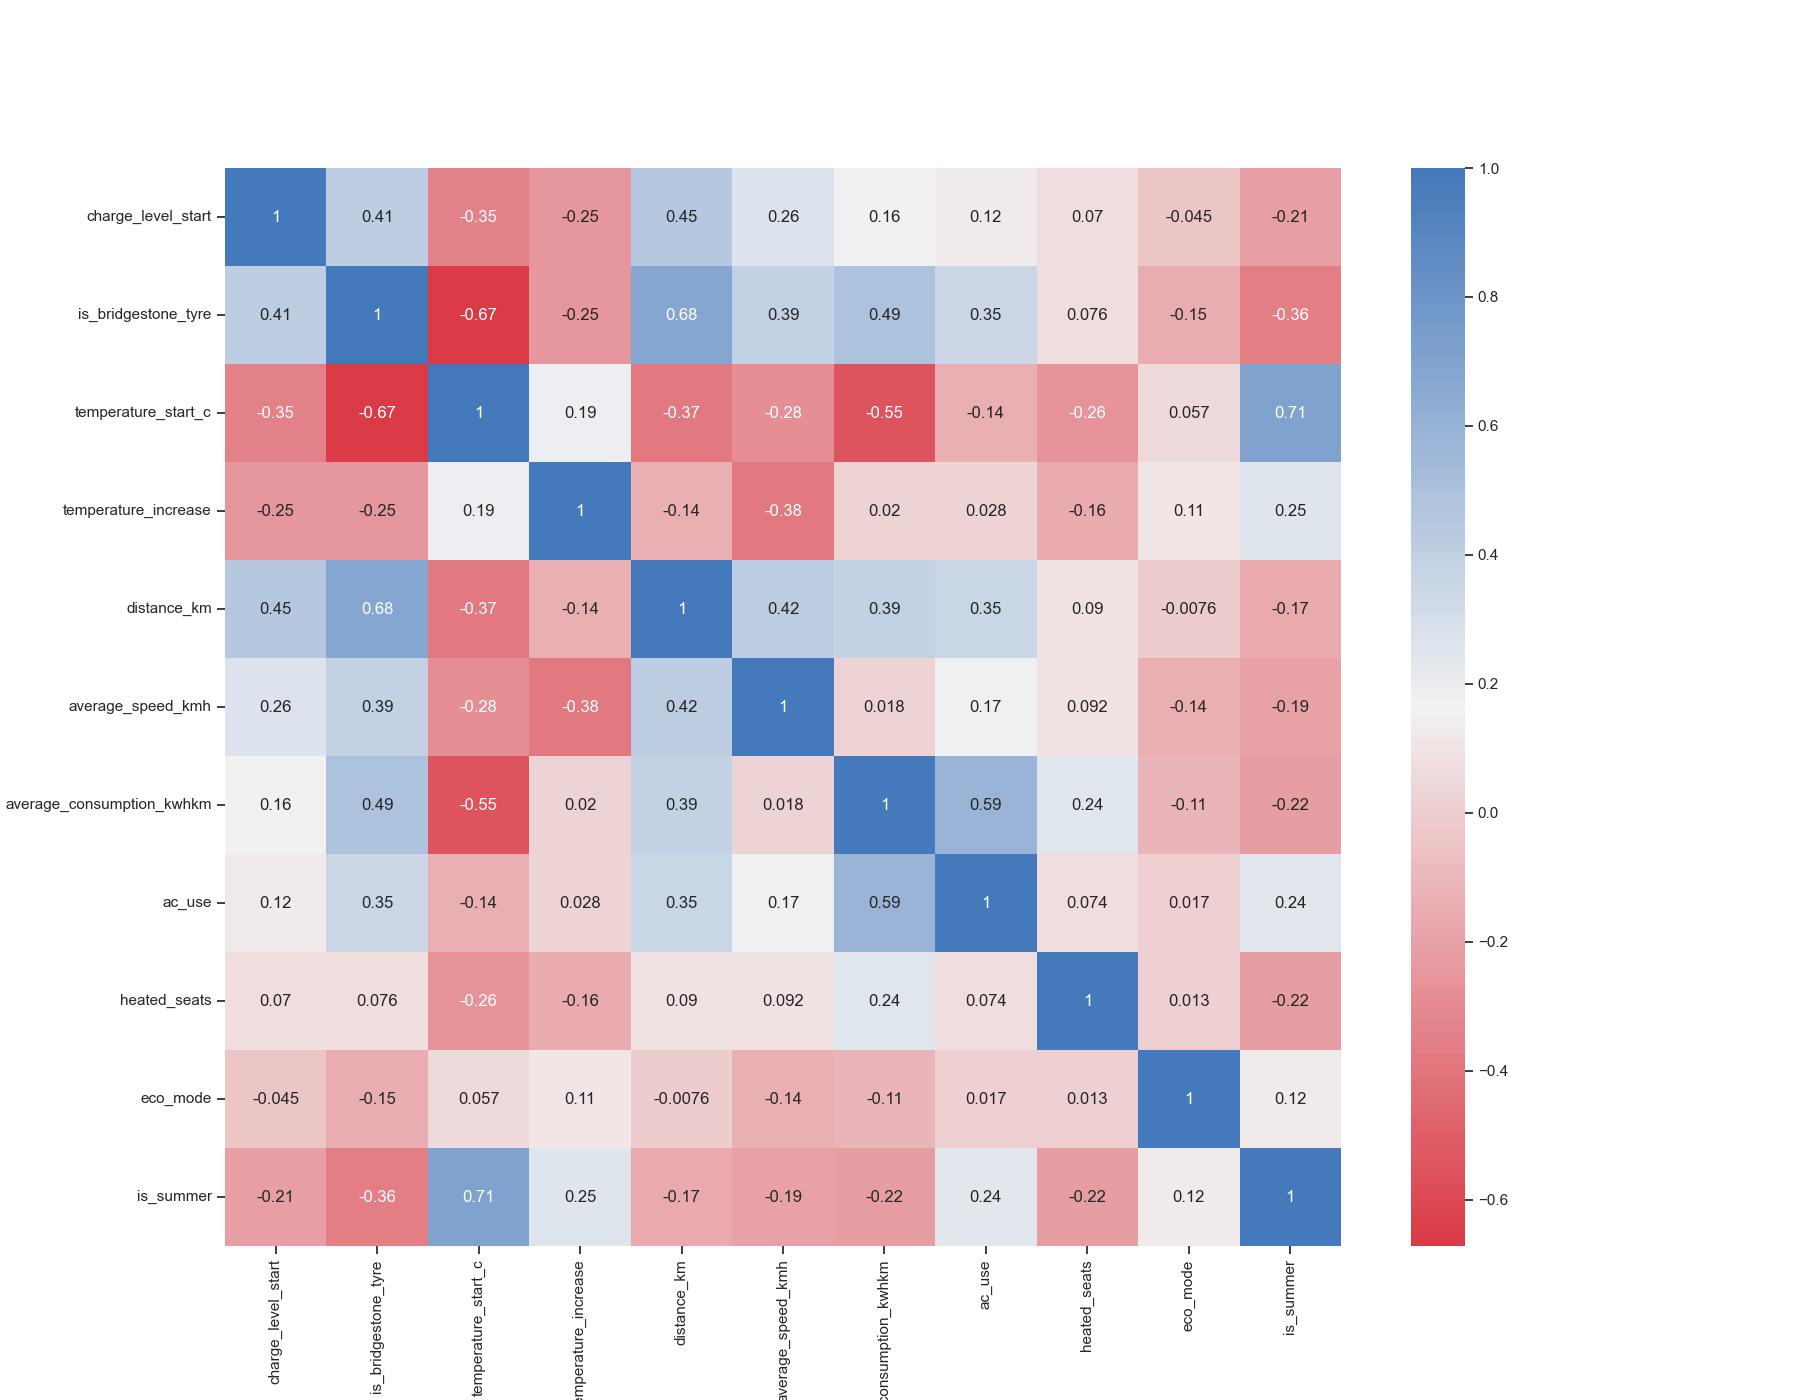 charge_level_start 1 0.41 -0.35 -0.25 0.45 0.26 0.16 0.12 0.07 -0.045 -0.21
is_bridgestone_tyre 0.41 1 -0.67 -0.25 0.68 0.39 0.49 0.35 0.076 -0.15 -0.36
temperature_start_c -0.35 -0.67 1 0.19 -0.37 -0.28 -0.55 -0.14 -0.26 0.057 0.71
temperature_increase -0.25 -0.25 0.19 1 -0.14 -0.38 0.02 0.028 -0.16 0.11 0.25
distance_km 0.45 0.68 -0.37 -0.14 1 0.42 0.39 0.35 0.09 -0.0076 -0.17
average_speed_kmh 0.26 0.39 -0.28 -0.38 0.42 1 0.018 0.17 0.092 -0.14 -0.19
average_consumption_kwhkm 0.16 0.49 -0.55 0.02 0.39 0.018 1 0.59 0.24 -0.11 -0.22
ac_use 0.12 0.35 -0.14 0.028 0.35 0.17 0.59 1 0.074 0.017 0.24
heated_seats 0.07 0.076 -0.26 -0.16 0.09 0.092 0.24 0.074 1 0.013 -0.22
eco_mode -0.045 -0.15 0.057 0.11 -0.0076 -0.14 -0.11 0.017 0.013 1 0.12
is_summer -0.21 -0.36 0.71 0.25 -0.17 -0.19 -0.22 0.24 -0.22 0.12 1
charge_level_start
is_bridgestone_tyre
temperature_start_c
emperature_increase
distance_km
average_speed_kmh
consumption_kwhkm
ac_use
heated_seats
eco_mode
is_summer
1.0
0.8
0.6
0.4
0.2
0.0
−0.2
−0.4
−0.6